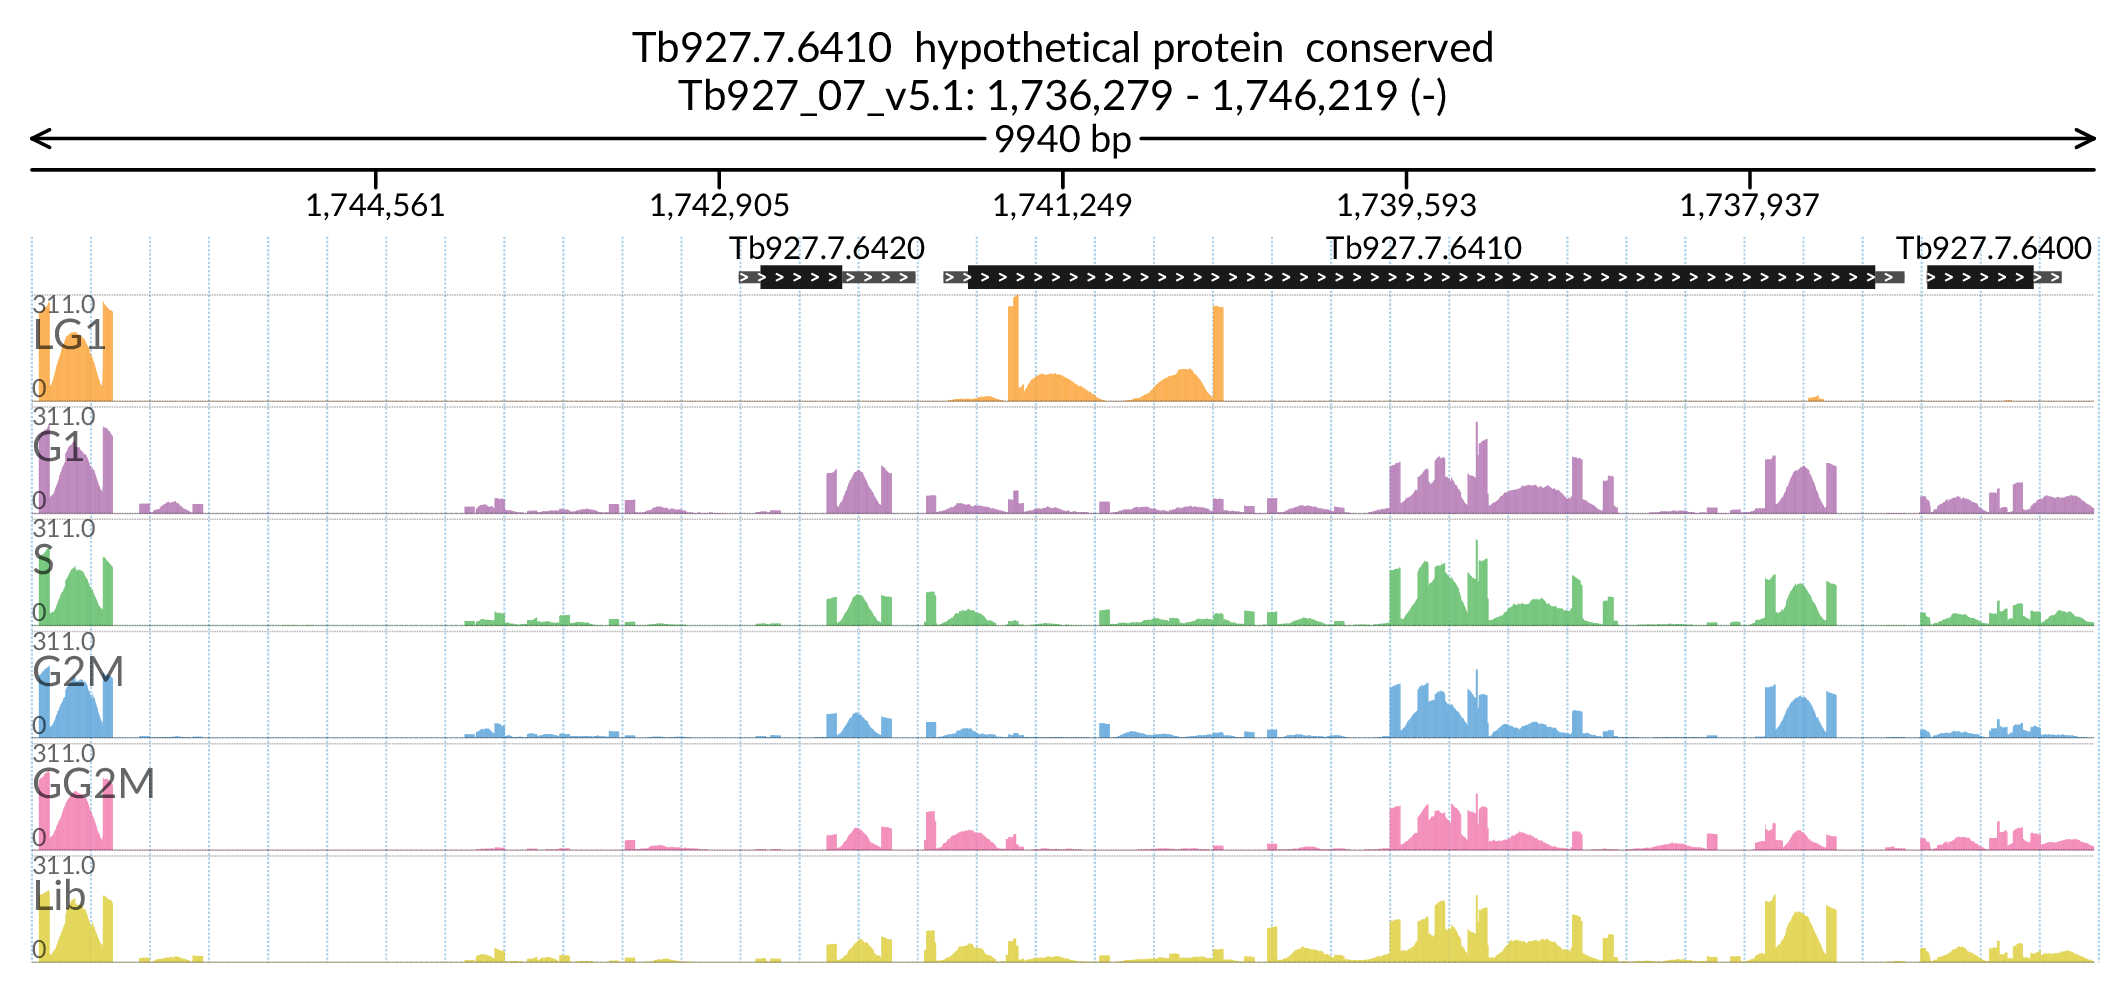 Tb927.7.6410  hypothetical protein  conserved
Tb927_07_v5.1: 1,736,279 - 1,746,219 (-)
9940 bp
1,744,561 1,742,905 1,741,249 1,739,593 1,737,937
Tb927.7.6420 Tb927.7.6410 Tb927.7.6400
311.0
LG1
0
311.0
G1
0
311.0
S
0
311.0
G2M
0
311.0
GG2M
0
311.0
Lib
0